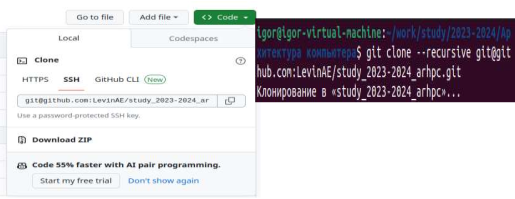 Go to file
Add file
<> Code
Local
Codespaces
Clone
HTTPS
SSH
GitHub CLI
New
git@github.com:LevinAE/study_2023-2024_ar
Use a password-protected SSH key.
Download ZIP
Code 55% faster with AI pair programming.
Start my free trial
Don't show again
igor@igor-virtual-machine:~/work/study/2023-2024/Ар
хитектура компьютера$ git clone --recursive git@git
hub.com:LevinAE/study_2023-2024_arhpc.git
Клонирование в «study_2023-2024_arhpc»...